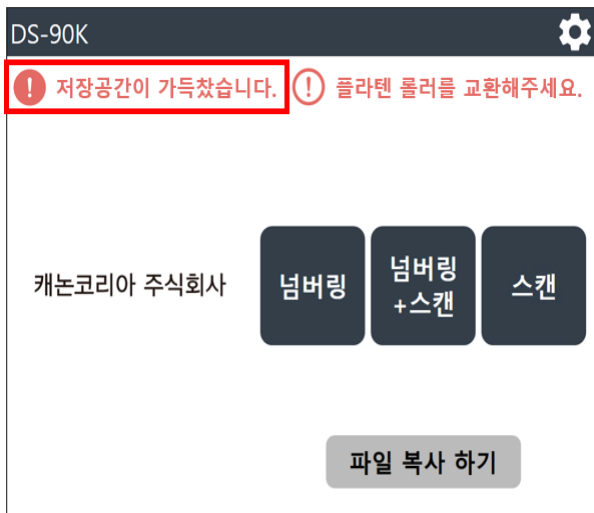 DS-90K
! 저장공간이 가득찼습니다. ! 플라텐 롤러를 교환해주세요.
캐논코리아 주식회사
넘버링
넘버링
+스캔
스캔
파일 복사 하기